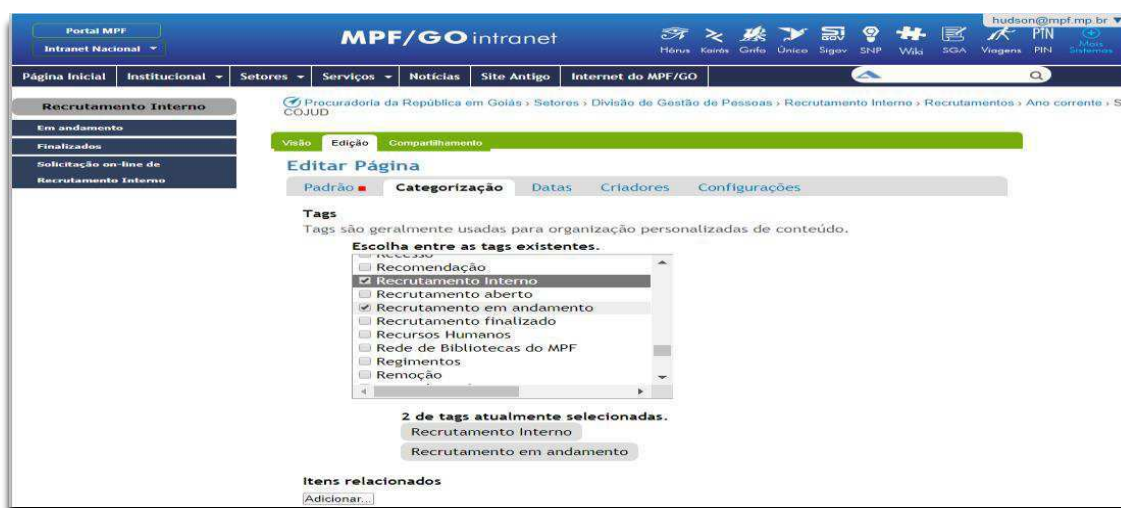 Portal MPF
Intranet Nacional
MPF/GO intranet
hudson@mpf.mp.br
Hórus Kairós Grifo Único Sigov SNP Wiki SGA Viagens PIN Mais Sistemas
Página Inicial Institucional Setores Serviços Notícias Site Antigo Internet do MPF/GO
Recrutamento Interno
Em andamento
Finalizados
Solicitação on-line de
Recrutamento Interno
Procuradoria da República em Goiás › Setores › Divisão de Gestão de Pessoas › Recrutamento Interno › Recrutamentos › Ano corrente › S
COJUD
Visão Edição Compartilhamento
Editar Página
Padrão Categorização Datas Criadores Configurações
Tags
Tags são geralmente usadas para organização personalizadas de conteúdo.
Escolha entre as tags existentes.
Recesso
Recomendação
Recrutamento Interno
Recrutamento aberto
Recrutamento em andamento
Recrutamento finalizado
Recursos Humanos
Rede de Bibliotecas do MPF
Regimentos
Remoção
2 de tags atualmente selecionadas.
Recrutamento Interno
Recrutamento em andamento
Itens relacionados
Adicionar...